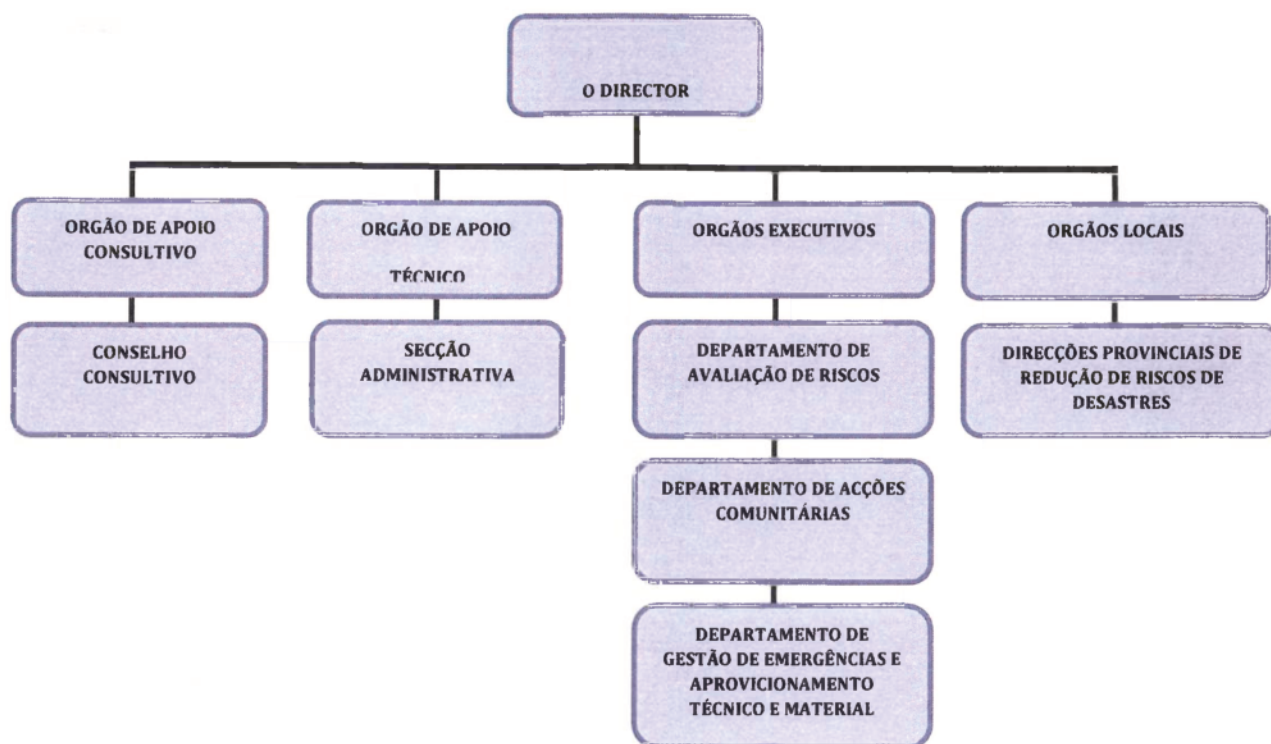 O DIRECTOR
ORGÃO DE APOIO
CONSULTIVO
ORGÃO DE APOIO
TÉCNICO
ORGÃOS EXECUTIVOS
ORGÃOS LOCAIS
CONSELHO
CONSULTIVO
SECÇÃO
ADMINISTRATIVA
DEPARTAMENTO DE
AVALIAÇÃO DE RISCOS
DIRECÇÕES PROVINCIAIS DE
REDUÇÃO DE RISCOS DE
DESASTRES
DEPARTAMENTO DE ACÇÕES
COMUNITÁRIAS
DEPARTAMENTO DE
GESTÃO DE EMERGÊNCIAS E
APROVICIONAMENTO
TÉCNICO E MATERIAL